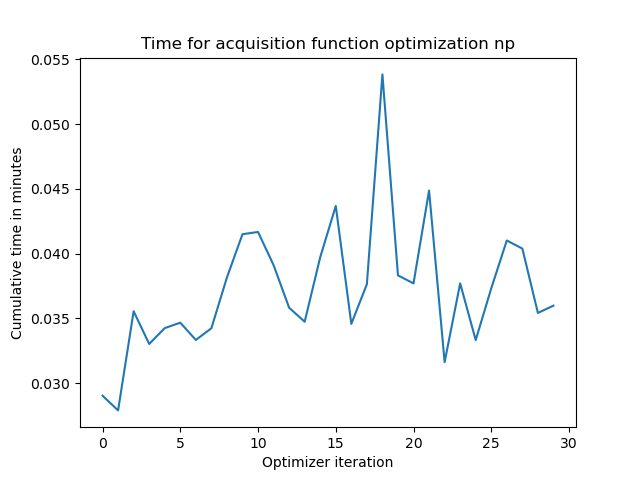 Time for acquisition function optimization np
0.055
0.050
0.045
0.040
0.035
0.030
Cumulative time in minutes
0 5 10 15 20 25 30
Optimizer iteration